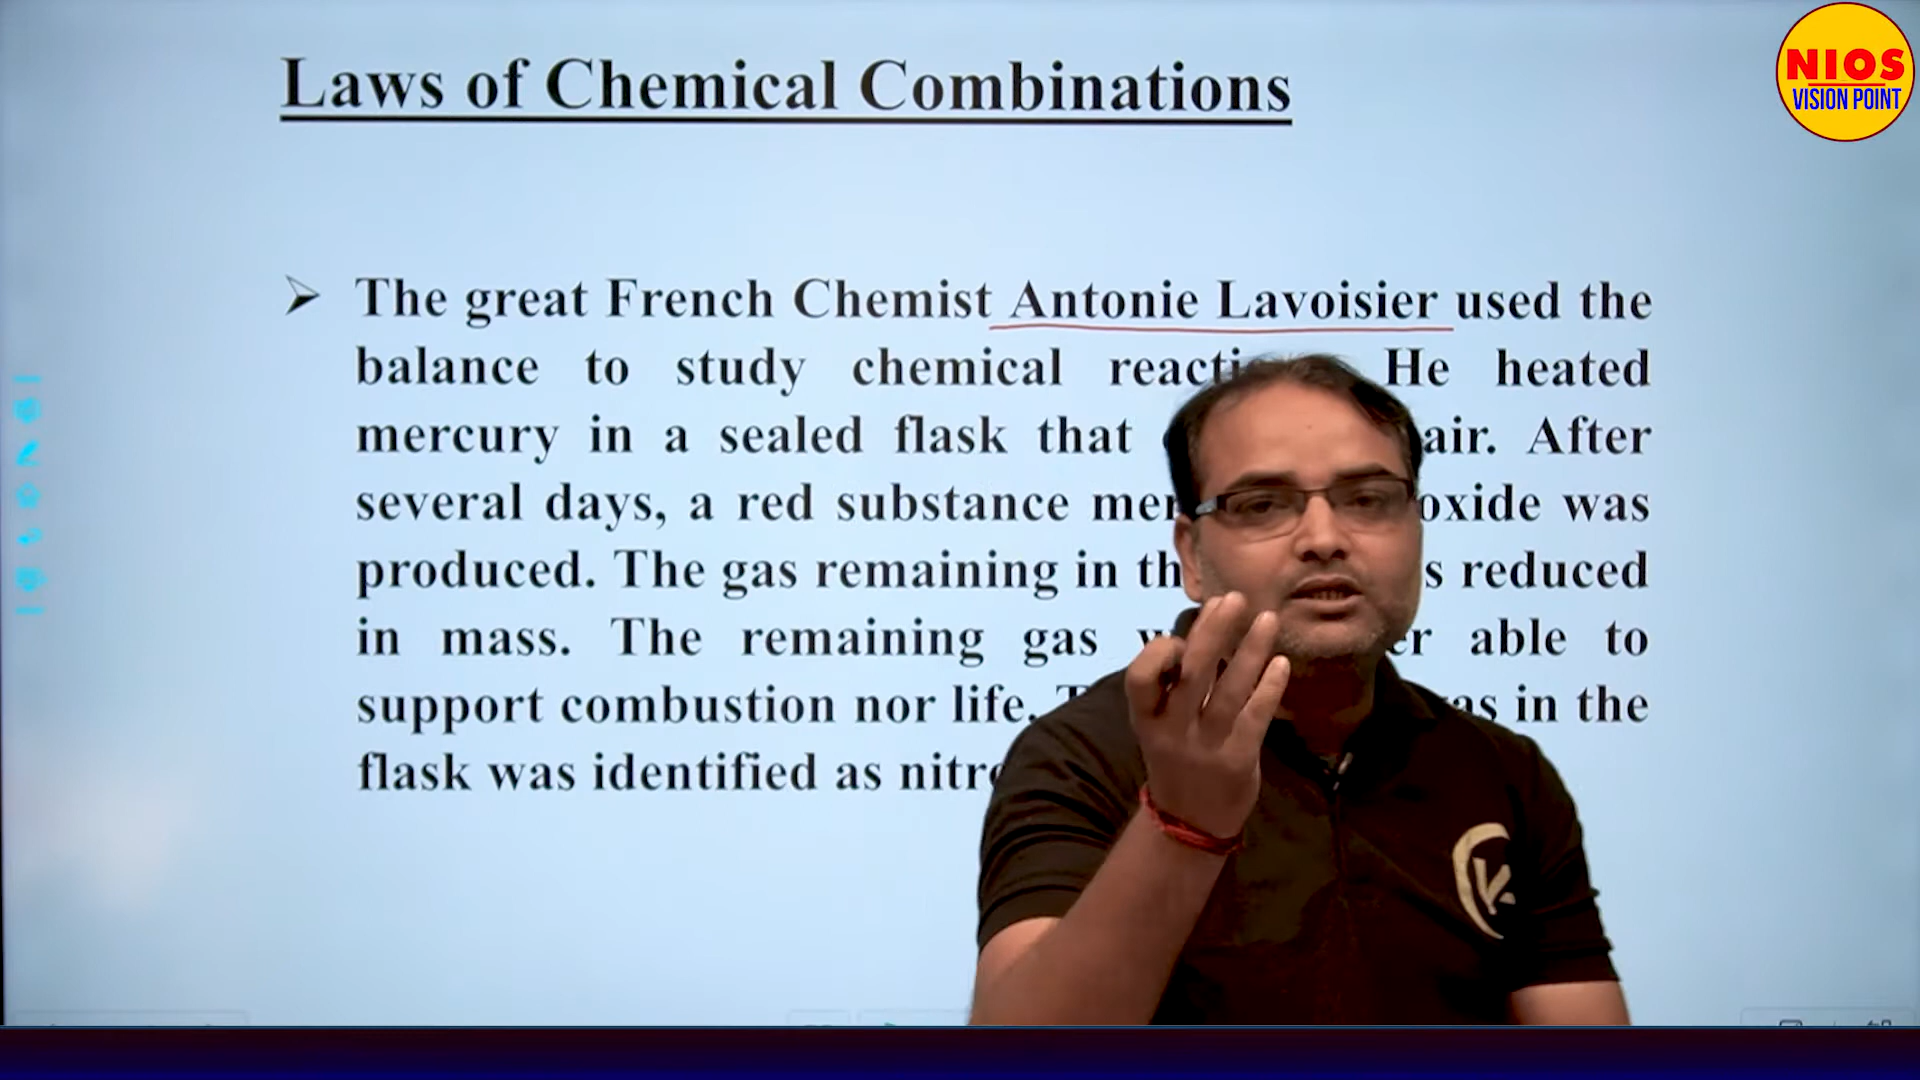 Laws of Chemical Combinations
NIOS
VISION POINT
➢ The great French Chemist Antonie Lavoisier used the
balance to study chemical He heated
mercury in a sealed flask that air. After
several days, a red substance oxide was
produced. The gas remaining in reduced
in mass. The remaining gas able to
support combustion nor life. in the
flask was identified as